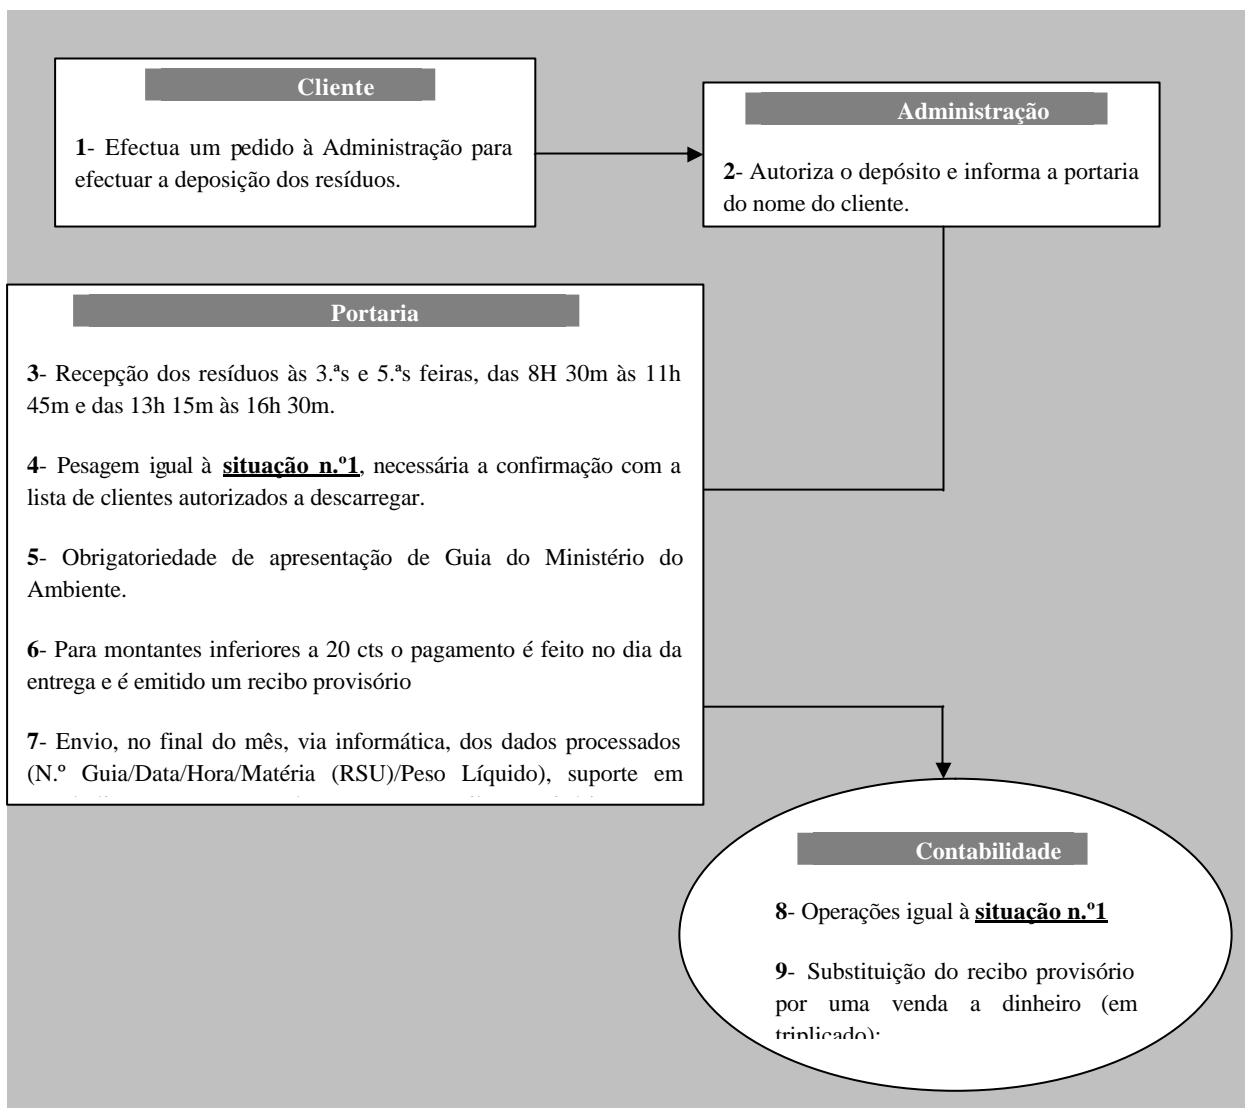 Cliente
1- Efectua um pedido à Administração para
efectuar a deposição dos resíduos.
Administração
2- Autoriza o depósito e informa a portaria
do nome do cliente.
Portaria
3- Recepção dos resíduos às 3.ªs e 5.ªs feiras, das 8H 30m às 11h
45m e das 13h 15m às 16h 30m.
4- Pesagem igual à situação n.º1, necessária a confirmação com a
lista de clientes autorizados a descarregar.
5- Obrigatoriedade de apresentação de Guia do Ministério do
Ambiente.
6- Para montantes inferiores a 20 cts o pagamento é feito no dia da
entrega e é emitido um recibo provisório
7- Envio, no final do mês, via informática, dos dados processados
(N.º Guia/Data/Hora/Matéria (RSU)/Peso Líquido), suporte em
Contabilidade
8- Operações igual à situação n.º1
9- Substituição do recibo provisório
por uma venda a dinheiro (em
triplicado):